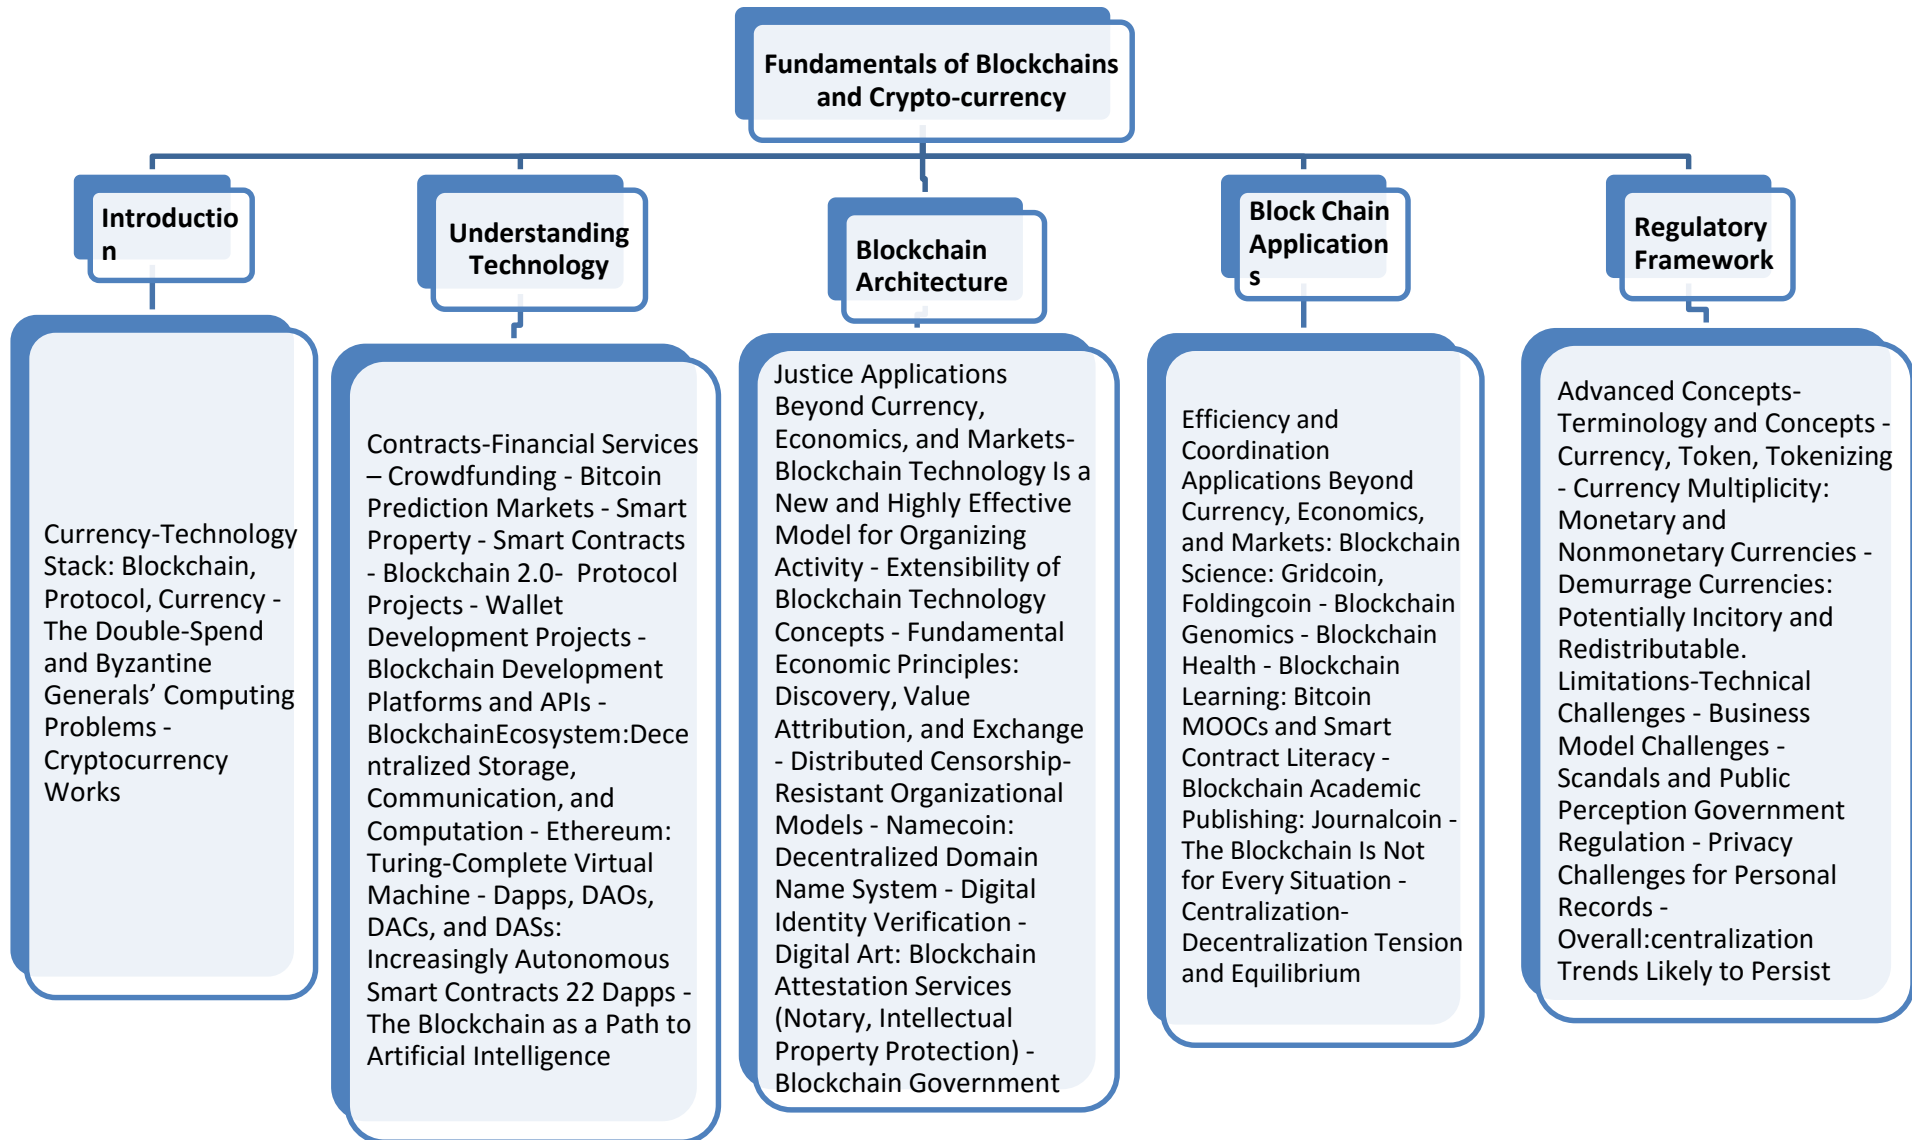 Fundamentals of Blockchains
and Crypto-currency
Introductio
n
Currency-Technology
Stack: Blockchain,
Protocol, Currency -
The Double-Spend
and Byzantine
Generals’ Computing
Problems -
Cryptocurrency
Works
Understanding
Technology
Contracts-Financial Services
– Crowdfunding - Bitcoin
Prediction Markets - Smart
Property - Smart Contracts
- Blockchain 2.0-  Protocol
Projects - Wallet
Development Projects -
Blockchain Development
Platforms and APIs -
BlockchainEcosystem:Dece
ntralized Storage,
Communication, and
Computation - Ethereum:
Turing-Complete Virtual
Machine - Dapps, DAOs,
DACs, and DASs:
Increasingly Autonomous
Smart Contracts 22 Dapps -
The Blockchain as a Path to
Artificial Intelligence
Blockchain
Architecture
Justice Applications
Beyond Currency,
Economics, and Markets-
Blockchain Technology Is a
New and Highly Effective
Model for Organizing
Activity - Extensibility of
Blockchain Technology
Concepts - Fundamental
Economic Principles:
Discovery, Value
Attribution, and Exchange
- Distributed Censorship-
Resistant Organizational
Models - Namecoin:
Decentralized Domain
Name System - Digital
Identity Verification -
Digital Art: Blockchain
Attestation Services
(Notary, Intellectual
Property Protection) -
Blockchain Government
Block Chain
Application
s
Efficiency and
Coordination
Applications Beyond
Currency, Economics,
and Markets: Blockchain
Science: Gridcoin,
Foldingcoin - Blockchain
Genomics - Blockchain
Health - Blockchain
Learning: Bitcoin
MOOCs and Smart
Contract Literacy -
Blockchain Academic
Publishing: Journalcoin -
The Blockchain Is Not
for Every Situation -
Centralization-
Decentralization Tension
and Equilibrium
Regulatory
Framework
Advanced Concepts-
Terminology and Concepts -
Currency, Token, Tokenizing
- Currency Multiplicity:
Monetary and
Nonmonetary Currencies -
Demurrage Currencies:
Potentially Incitory and
Redistributable.
Limitations-Technical
Challenges - Business
Model Challenges -
Scandals and Public
Perception Government
Regulation - Privacy
Challenges for Personal
Records -
Overall:centralization
Trends Likely to Persist